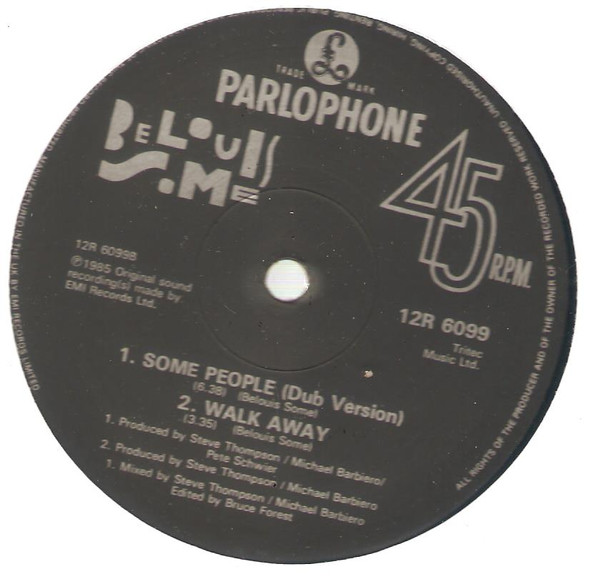 TRADE MARK
PARLOPHONE
BELOUIS
SOME
45
R.P.M.
12R 6099B
℗1985 Original sound
recording(s) made by
EMI Records Ltd.
12R 6099
Tritec
Music Ltd.
1. SOME PEOPLE (Dub Version)
(6.38) (Belouis Some)
2. WALK AWAY
(3.35) (Belouis Some)
1. Produced by Steve Thompson / Michael Barbiero/
Pete Schwier
2. Produced by Steve Thompson / Michael Barbiero
1. Mixed by Steve Thompson / Michael Barbiero
Edited by Bruce Forest
ALL RIGHTS OF THE PRODUCER AND OF THE OWNER OF THE RECORDED WORK RESERVED. UNAUTHORISED COPYING, HIRING, RENTING,
MANUFACTURED IN THE UK BY EMI RECORDS LIMITED